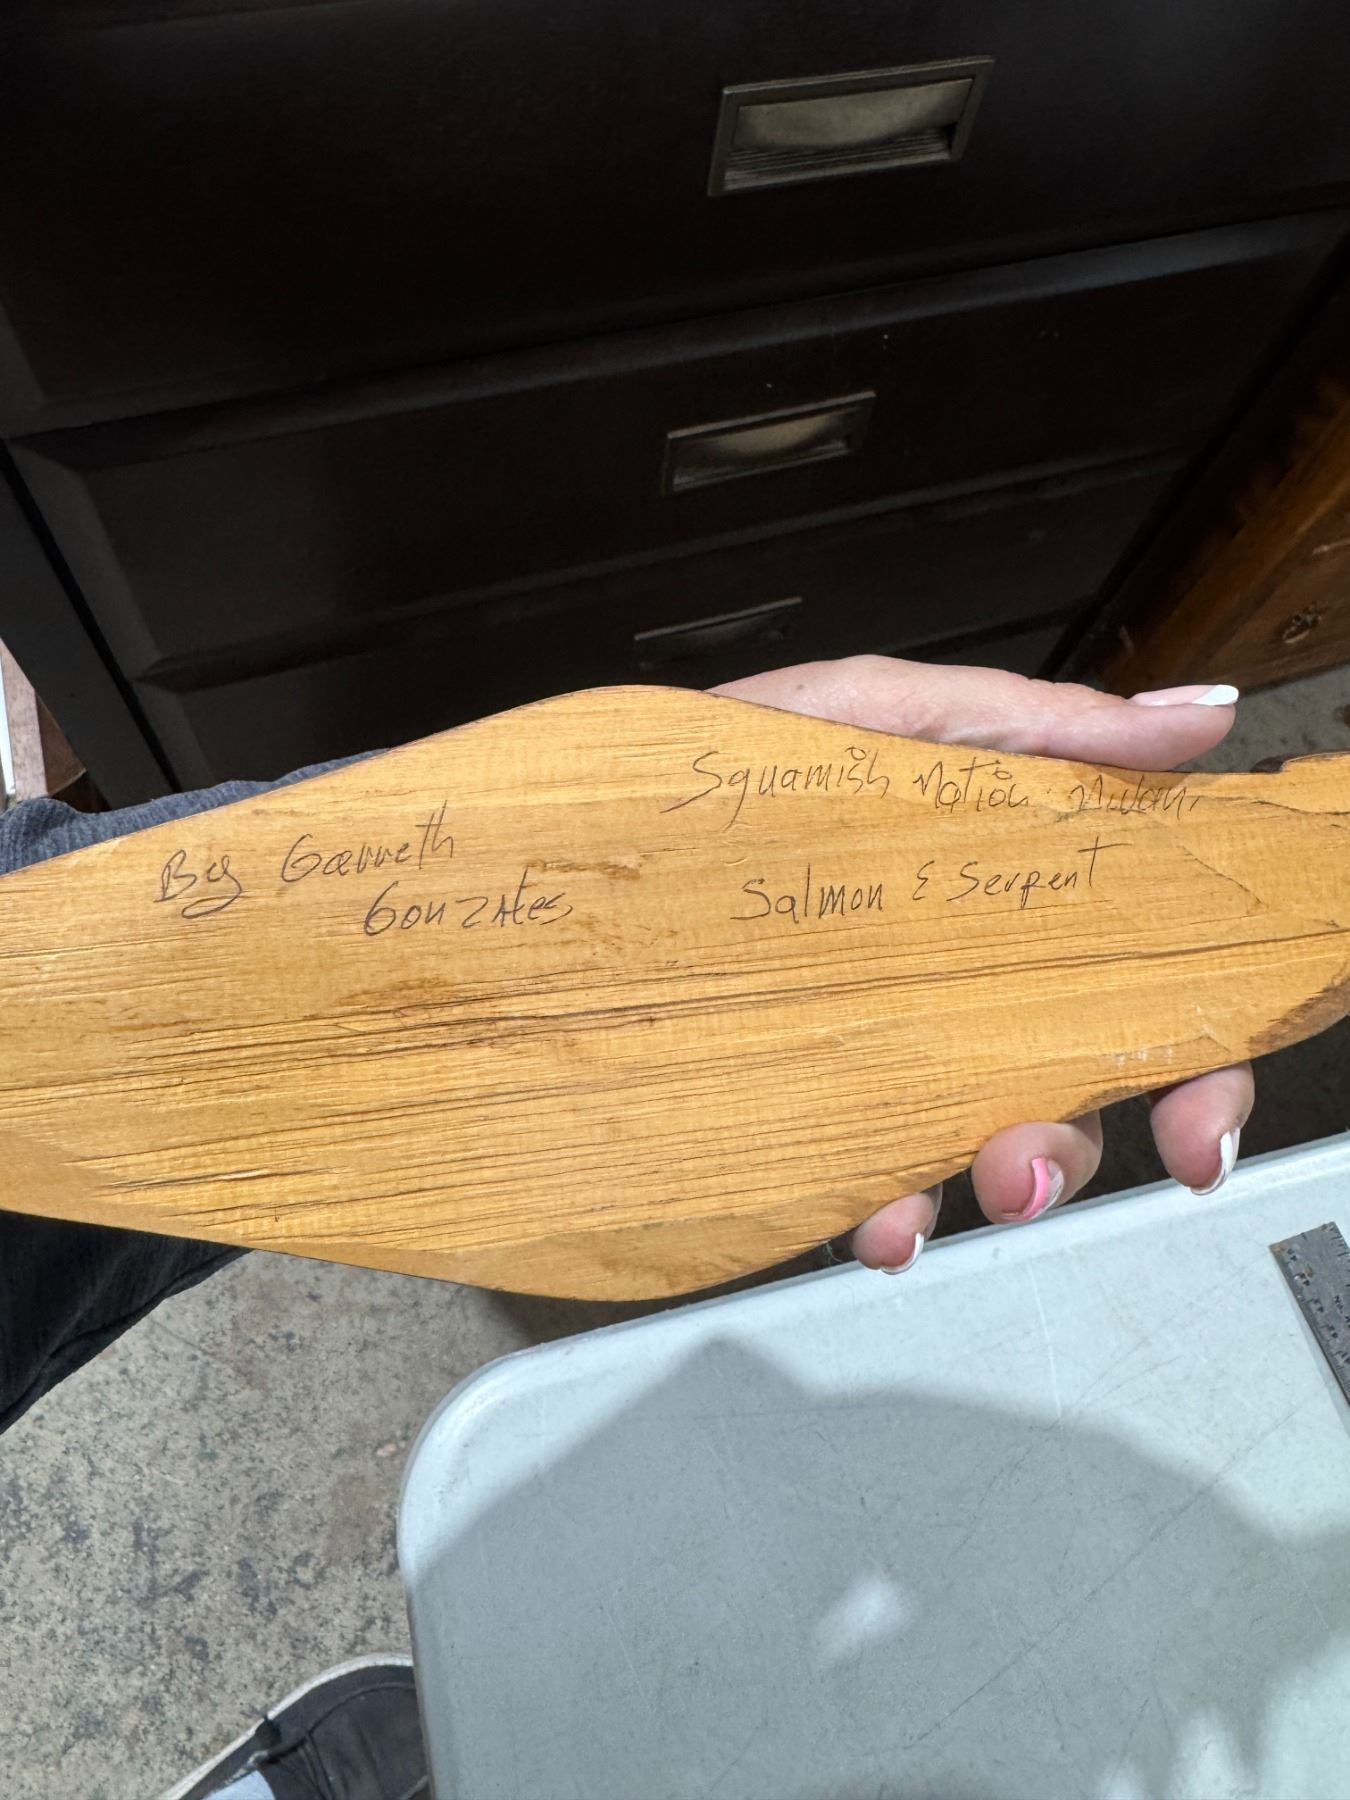 By Garreth
Gonzales
Squamish Nation
Salmon & Serpent